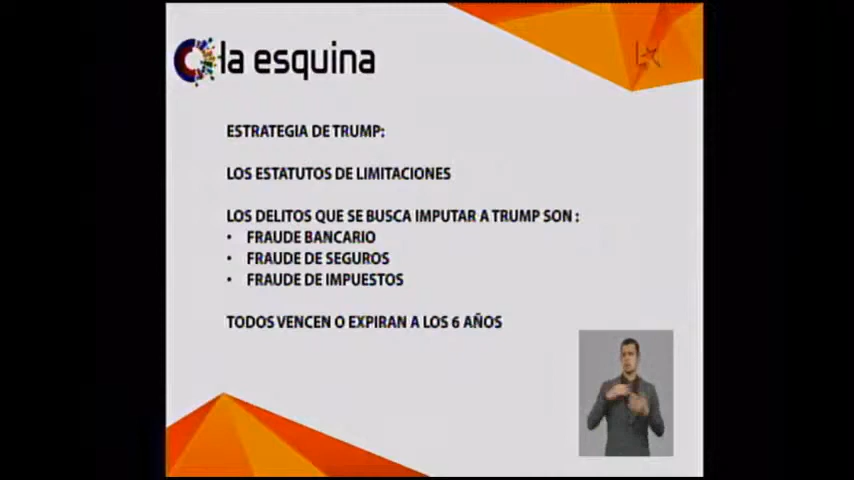 la esquina
ESTRATEGIA DE TRUMP:
LOS ESTATUTOS DE LIMITACIONES
LOS DELITOS QUE SE BUSCA IMPUTAR A TRUMP SON :
• FRAUDE BANCARIO
• FRAUDE DE SEGUROS
• FRAUDE DE IMPUESTOS
TODOS VENCEN O EXPIRAN A LOS 6 AÑOS